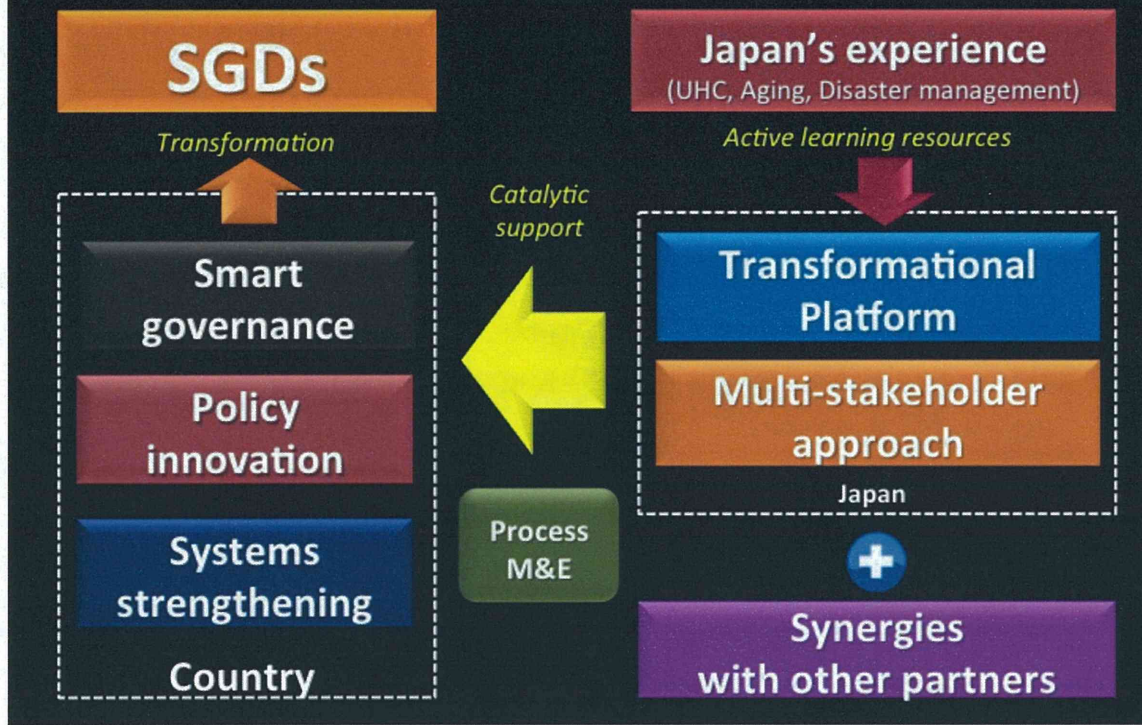 SGDs
Transformation
Smart
governance
Policy
innovation
Systems
strengthening
Country
Catalytic
support
Process
M&E
Japan's experience
(UHC, Aging, Disaster management)
Active learning resources
Transformational
Platform
Multi-stakeholder
approach
Japan
Synergies
with other partners